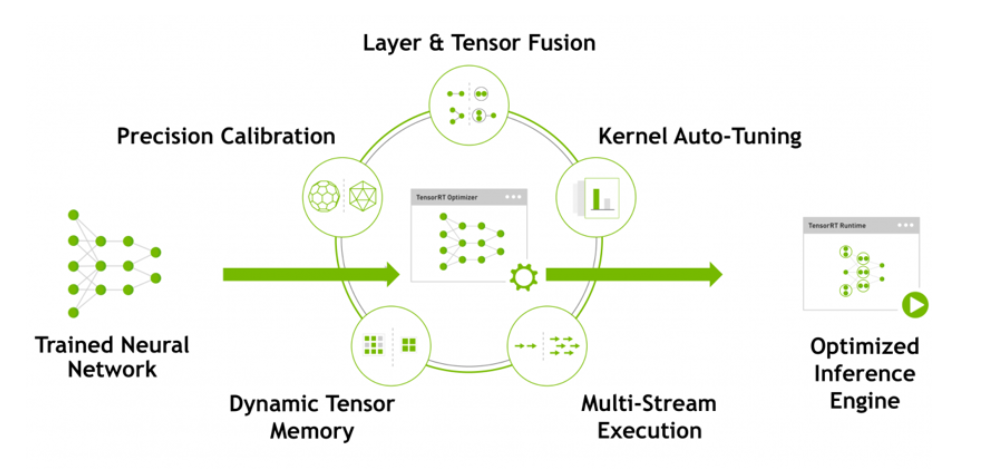 Layer & Tensor Fusion
Precision Calibration
Kernel Auto-Tuning
TensorRT Optimizer
TensorRT Runtime
Trained Neural
Network
Optimized
Inference
Engine
Dynamic Tensor
Memory
Multi-Stream
Execution